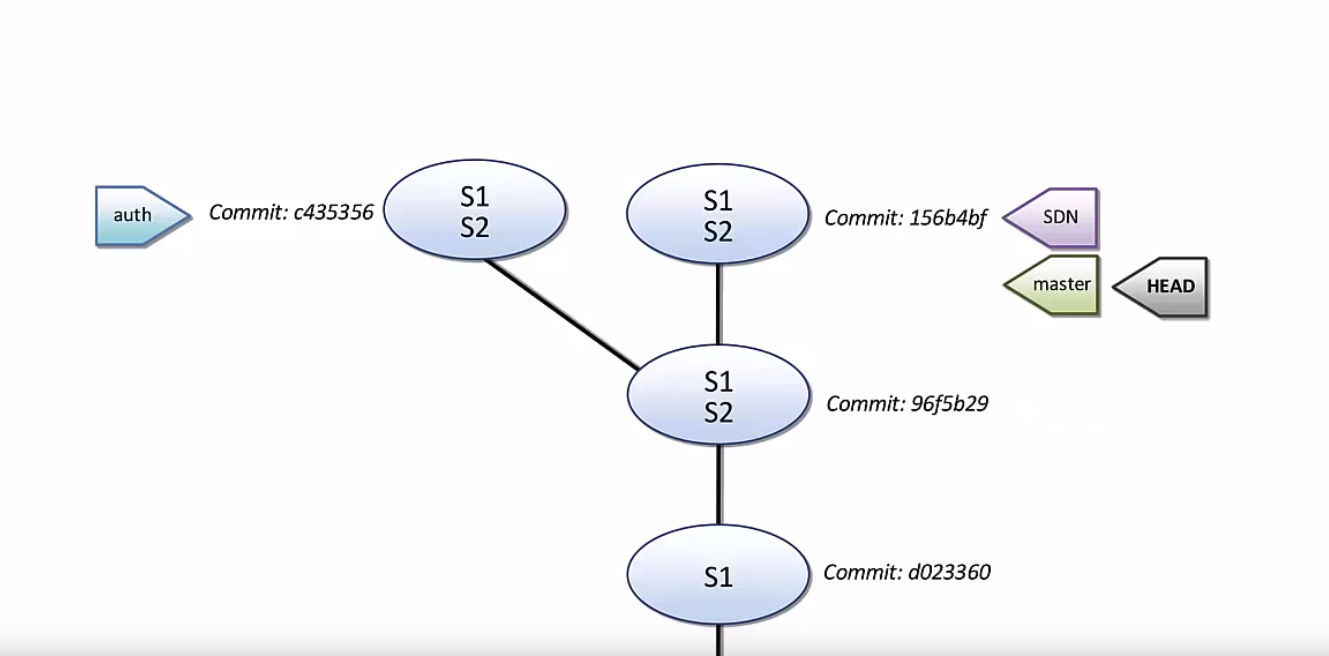 auth
Commit: c435356
S1
S2
S1
S2
Commit: 156b4bf
SDN
master
HEAD
S1
S2
Commit: 96f5b29
S1
Commit: d023360